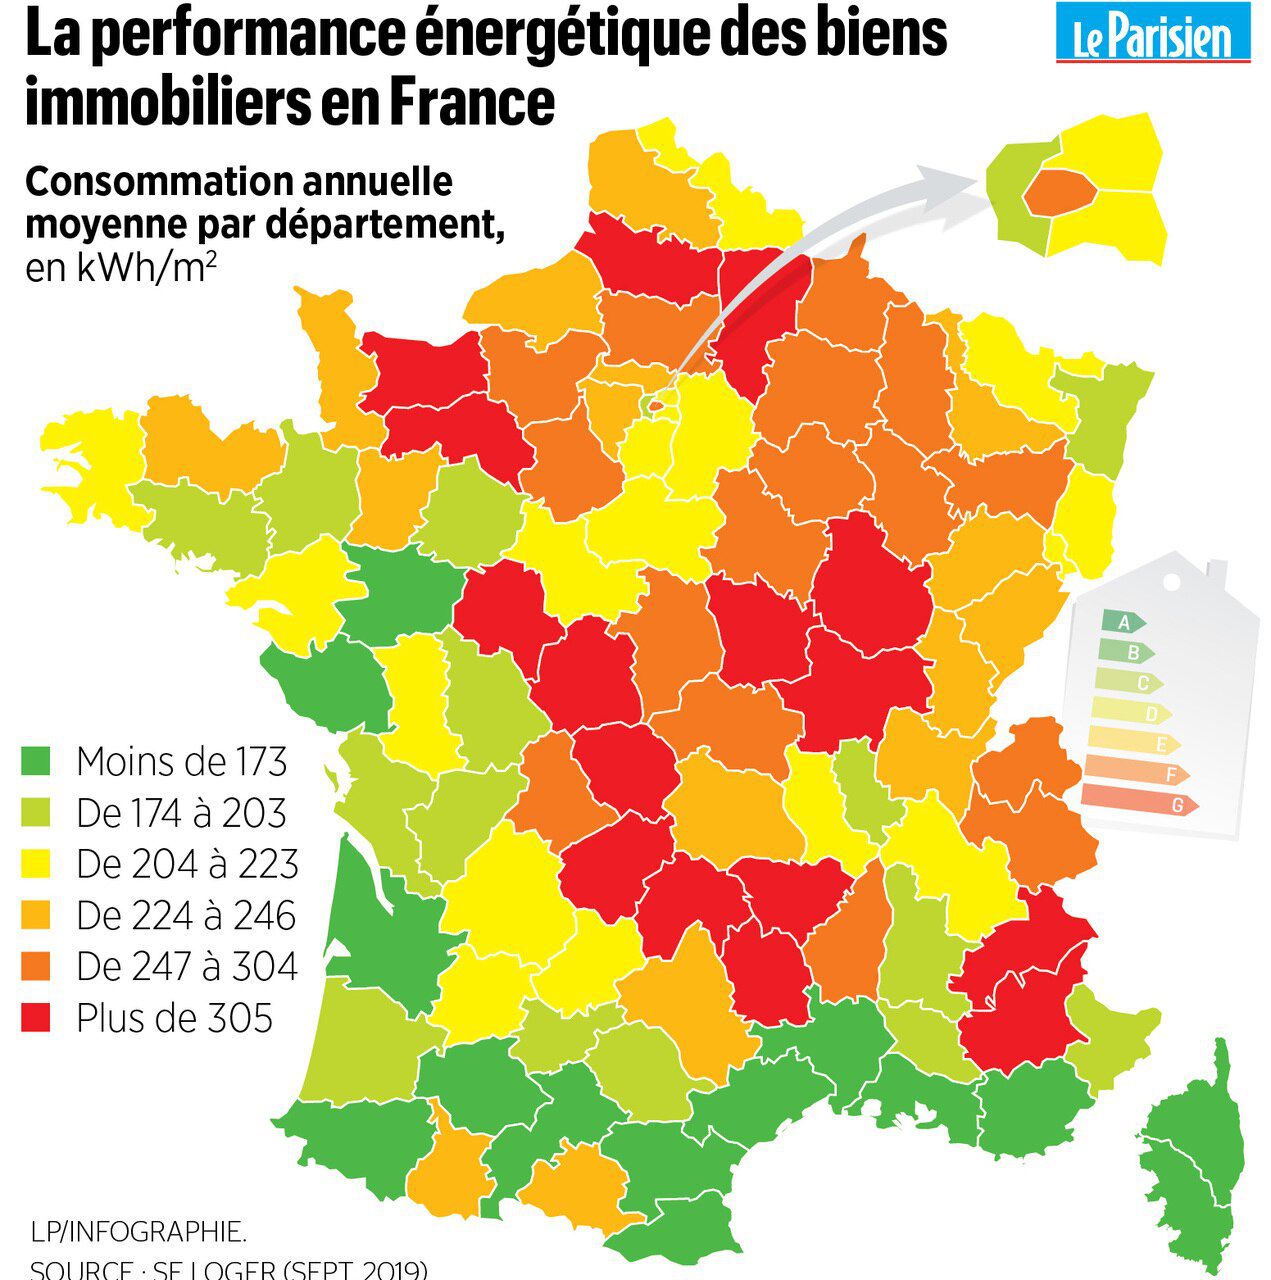 La performance énergétique des biens
immobiliers en France
Le Parisien
Consommation annuelle
moyenne par département,
en kWh/m²
A
B
C
D
E
F
G
Moins de 173
De 174 à 203
De 204 à 223
De 224 à 246
De 247 à 304
Plus de 305
LP/INFOGRAPHIE.
SOURCE : SE LOGER (SEPT. 2019)